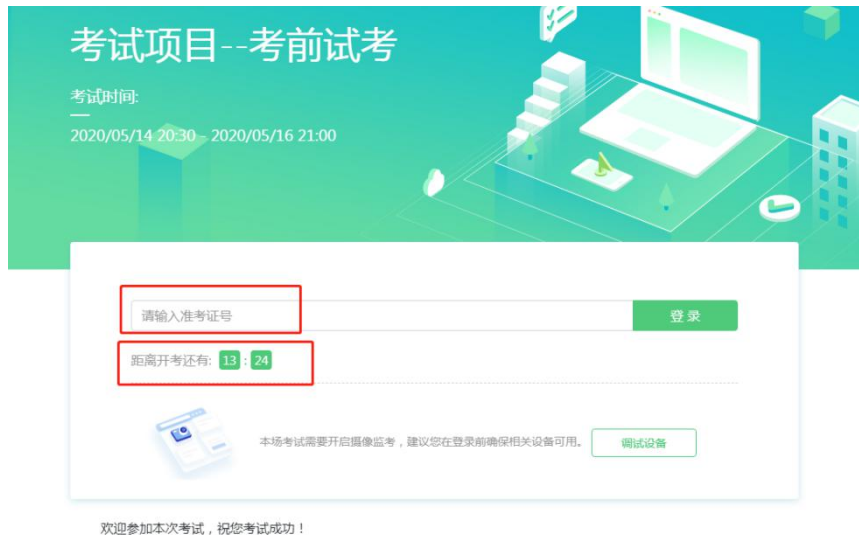 考试项目--考前试考
考试时间:
2020/05/14 20:30 - 2020/05/16 21:00
请输入准考证号
登录
距离开考还有: 13 : 24
本场考试需要开启摄像监考，建议您在登录前确保相关设备可用。 调试设备
欢迎参加本次考试，祝您考试成功！